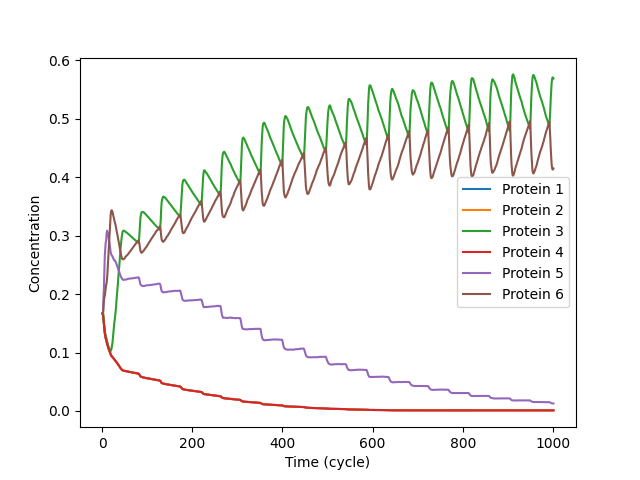 0.6
0.5
0.4
0.3
0.2
0.1
0.0
Concentration
0
200
400
600
800
1000
Time (cycle)
Protein 1
Protein 2
Protein 3
Protein 4
Protein 5
Protein 6